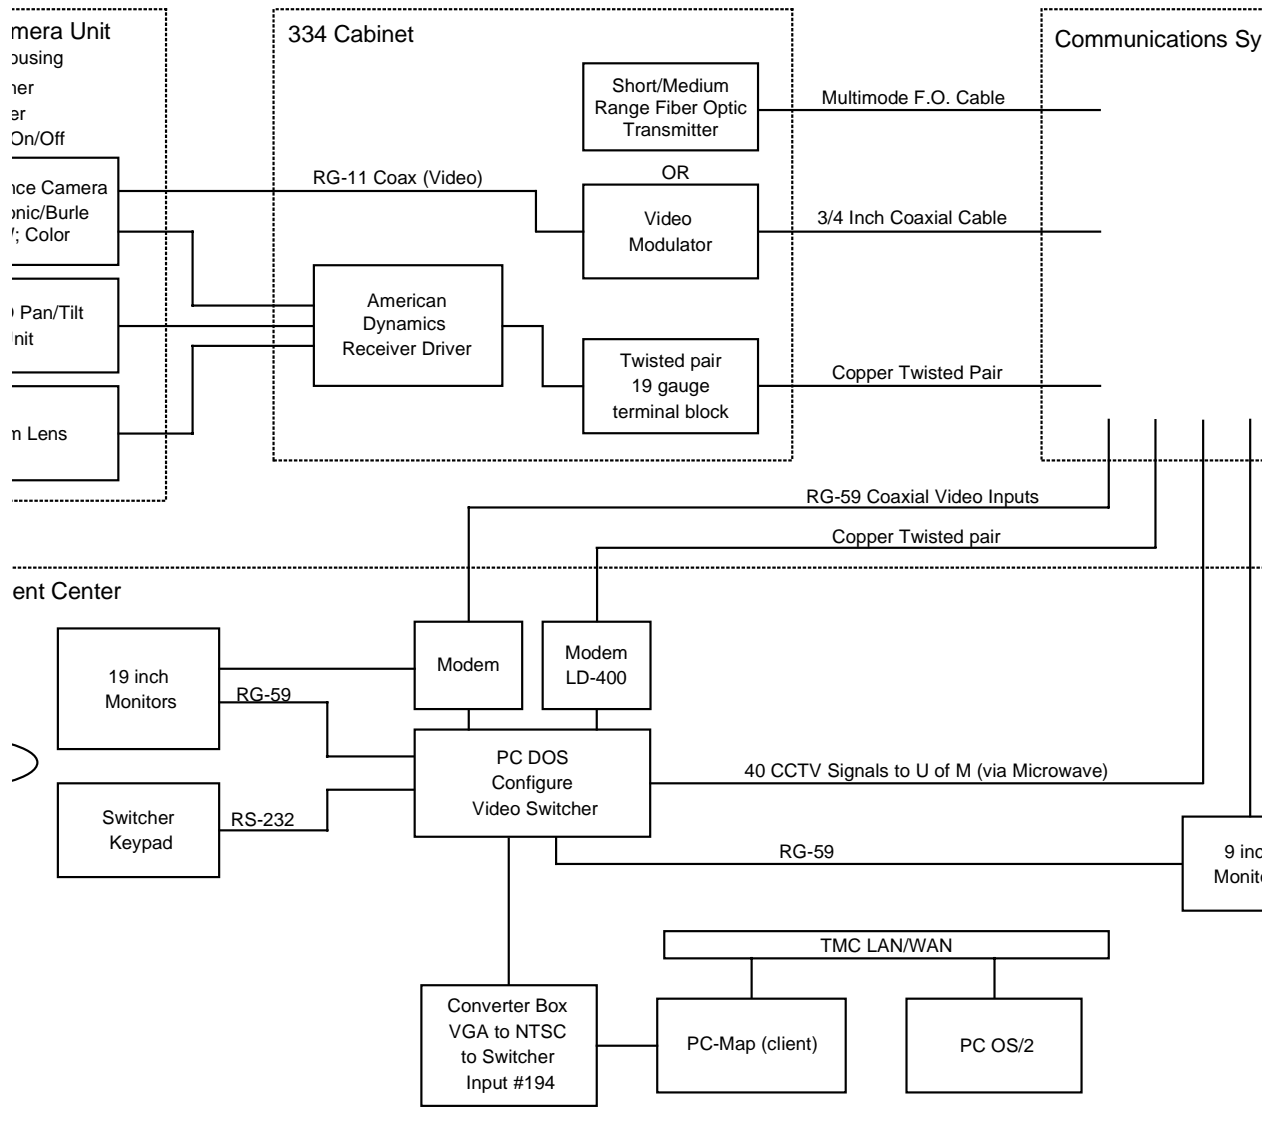 mera Unit
ousing
ner
er
On/Off
nce Camera
onic/Burle
; Color
Pan/Tilt
nit
m Lens
334 Cabinet
Short/Medium
Range Fiber Optic
Transmitter
OR
Video
Modulator
RG-11 Coax (Video)
American
Dynamics
Receiver Driver
Twisted pair
19 gauge
terminal block
Multimode F.O. Cable
3/4 Inch Coaxial Cable
Copper Twisted Pair
Communications Sy
RG-59 Coaxial Video Inputs
Copper Twisted pair
ent Center
19 inch
Monitors
RG-59
Modem
Modem
LD-400
PC DOS
Configure
Video Switcher
40 CCTV Signals to U of M (via Microwave)
Switcher
Keypad
RS-232
RG-59
9 inc
Monit
TMC LAN/WAN
Converter Box
VGA to NTSC
to Switcher
Input #194
PC-Map (client)
PC OS/2